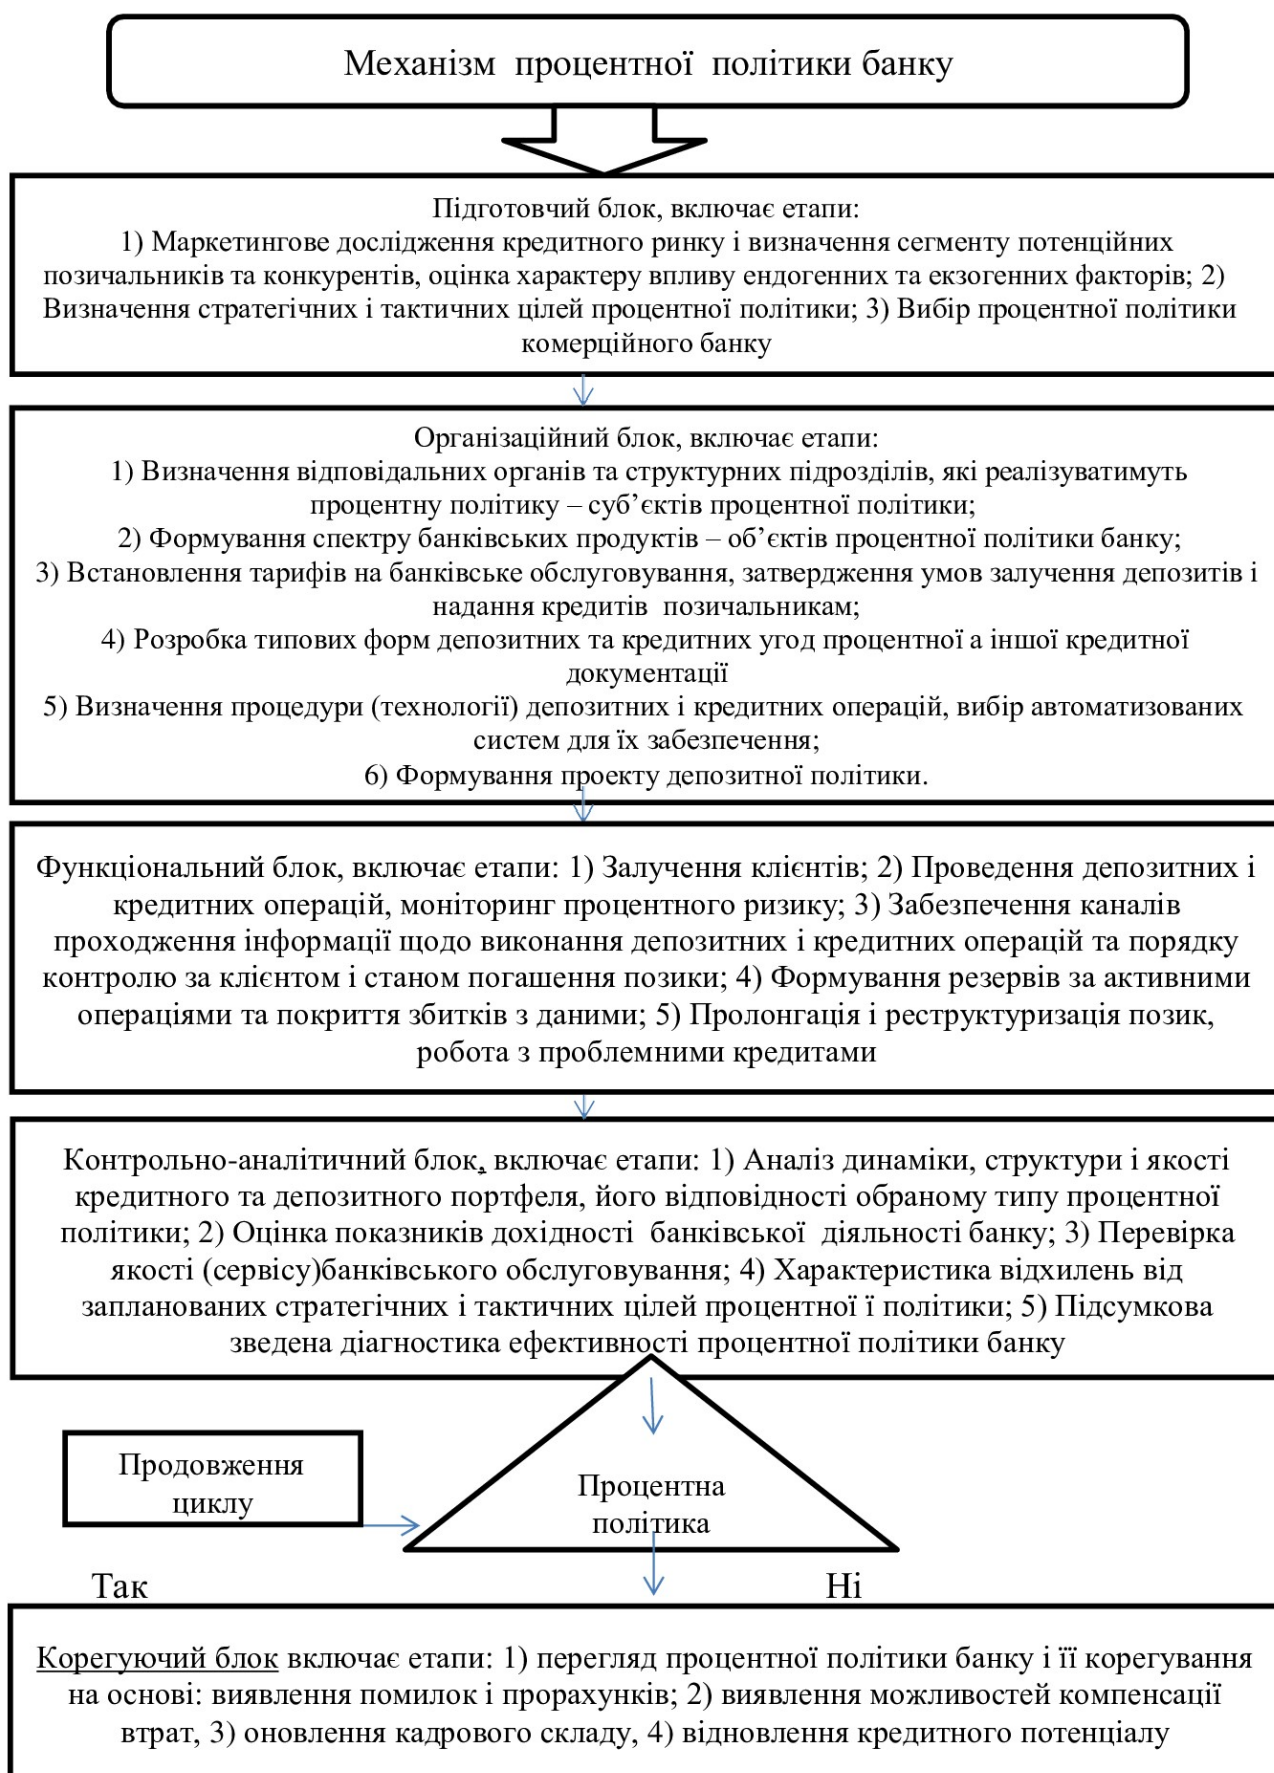 Механізм процентної політики банку
Підготовчий блок, включає етапи:
1) Маркетингове дослідження кредитного ринку і визначення сегменту потенційних
позичальників та конкурентів, оцінка характеру впливу ендогенних та екзогенних факторів; 2)
Визначення стратегічних і тактичних цілей процентної політики; 3) Вибір процентної політики
комерційного банку
Організаційний блок, включає етапи:
1) Визначення відповідальних органів та структурних підрозділів, які реалізуватимуть
процентну політику – суб’єктів процентної політики;
2) Формування спектру банківських продуктів – об’єктів процентної політики банку;
3) Встановлення тарифів на банківське обслуговування, затвердження умов залучення депозитів і
надання кредитів позичальникам;
4) Розробка типових форм депозитних та кредитних угод процентної а іншої кредитної
документації
5) Визначення процедури (технології) депозитних і кредитних операцій, вибір автоматизованих
систем для їх забезпечення;
6) Формування проекту депозитної політики.
Функціональний блок, включає етапи: 1) Залучення клієнтів; 2) Проведення депозитних і
кредитних операцій, моніторинг процентного ризику; 3) Забезпечення каналів
проходження інформації щодо виконання депозитних і кредитних операцій та порядку
контролю за клієнтом і станом погашення позики; 4) Формування резервів за активними
операціями та покриття збитків з даними; 5) Пролонгація і реструктуризація позик,
робота з проблемними кредитами
Контрольно-аналітичний блок, включає етапи: 1) Аналіз динаміки, структури і якості
кредитного та депозитного портфеля, його відповідності обраному типу процентної
політики; 2) Оцінка показників дохідності банківської діяльності банку; 3) Перевірка
якості (сервісу)банківського обслуговування; 4) Характеристика відхилень від
запланованих стратегічних і тактичних цілей процентної ї політики; 5) Підсумкова
зведена діагностика ефективності процентної політики банку
Продовження
циклу
Процентна
політика
Так
Ні
Корегуючий блок включає етапи: 1) перегляд процентної політики банку і її корегування
на основі: виявлення помилок і прорахунків; 2) виявлення можливостей компенсації
втрат, 3) оновлення кадрового складу, 4) відновлення кредитного потенціалу